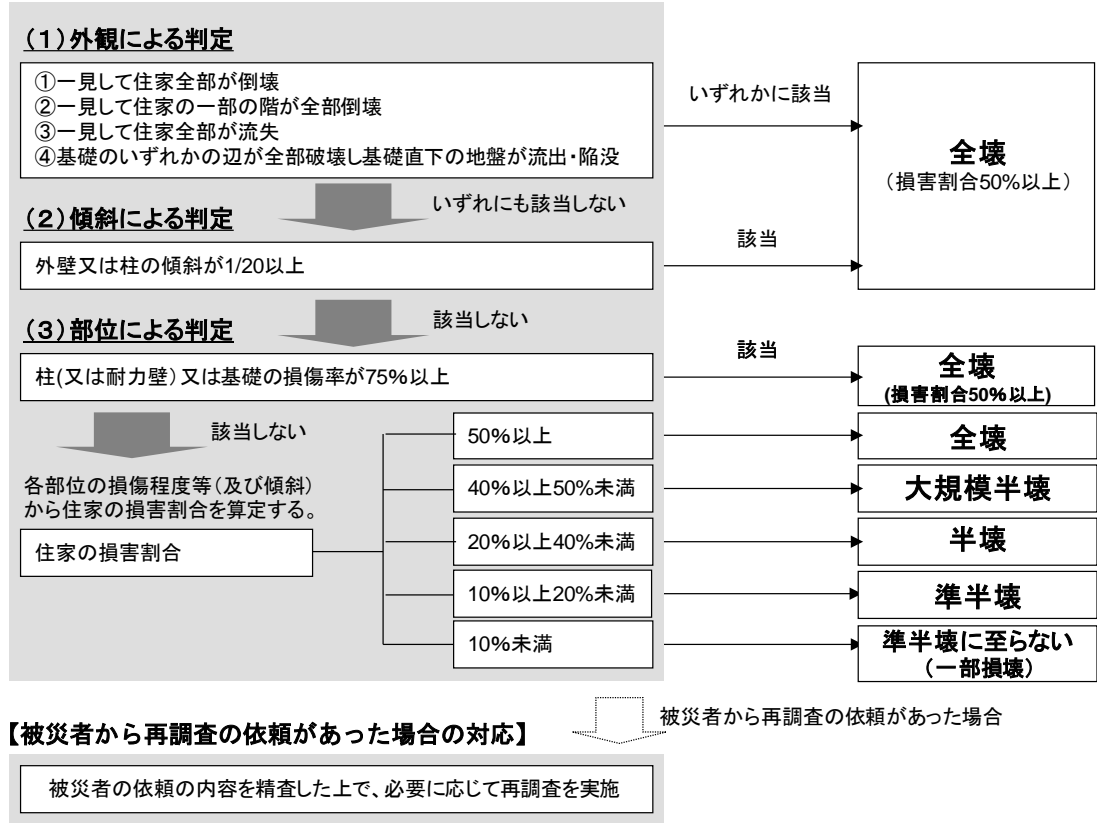 (1)外観による判定
①一見して住家全部が倒壊
②一見して住家の一部の階が全部倒壊
③一見して住家全部が流失
④基礎のいずれかの辺が全部破壊し基礎直下の地盤が流出・陥没
いずれかに該当
全壊
(損害割合50%以上)
いずれにも該当しない
(2)傾斜による判定
外壁又は柱の傾斜が1/20以上
該当
該当しない
(3)部位による判定
柱(又は耐力壁)又は基礎の損傷率が75%以上
該当
全壊
(損害割合50%以上)
該当しない
各部位の損傷程度等(及び傾斜)
から住家の損害割合を算定する。
住家の損害割合
50%以上
全壊
40%以上50%未満
大規模半壊
20%以上40%未満
半壊
10%以上20%未満
準半壊
10%未満
準半壊に至らない
(一部損壊)
被災者から再調査の依頼があった場合
【被災者から再調査の依頼があった場合の対応】
被災者の依頼の内容を精査した上で、必要に応じて再調査を実施